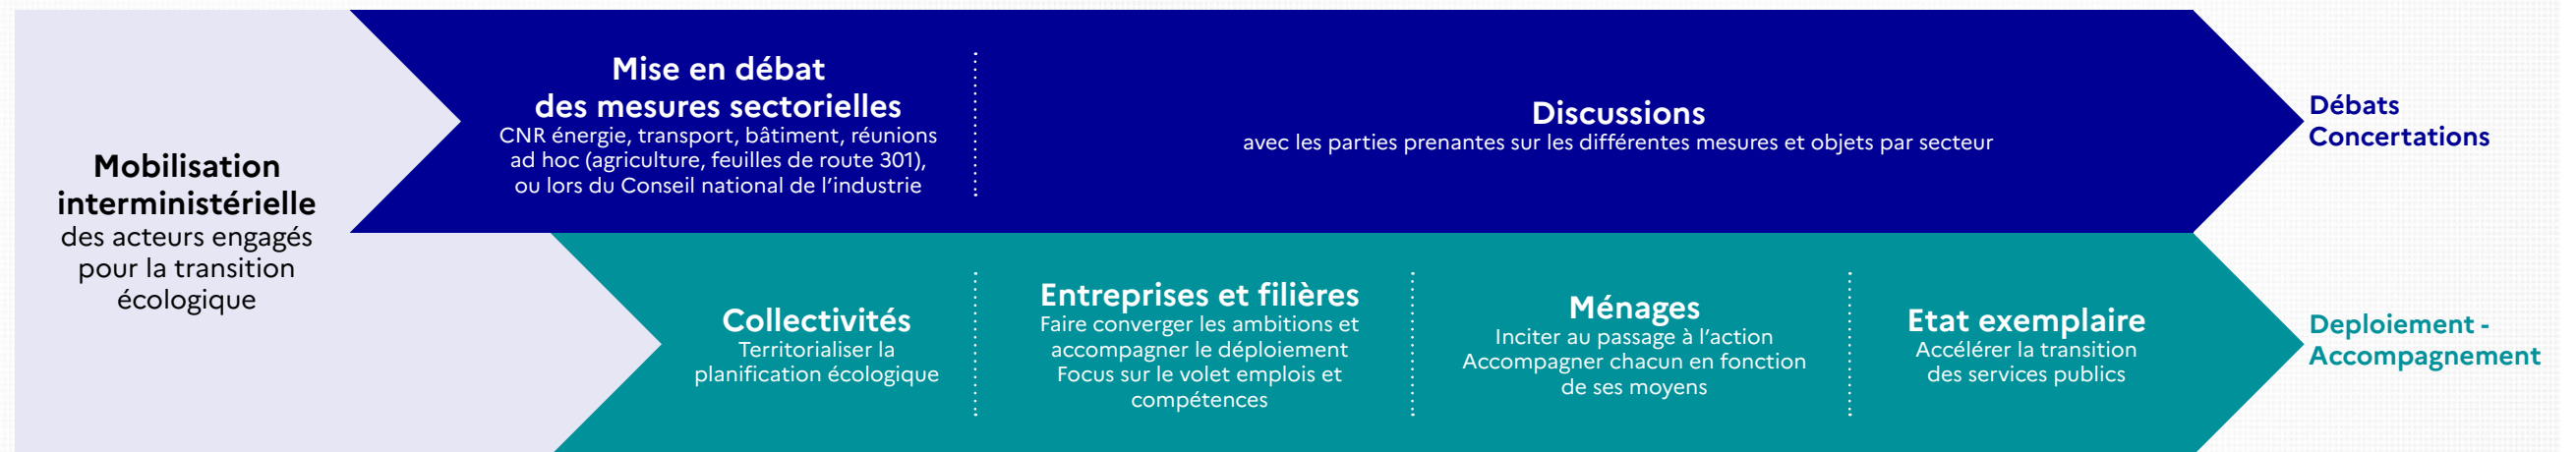 Mobilisation
interministérielle
des acteurs engagés
pour la transition
écologique
Mise en débat
des mesures sectorielles
CNR énergie, transport, bâtiment, réunions
ad hoc (agriculture, feuilles de route 301),
ou lors du Conseil national de l’industrie
Discussions
avec les parties prenantes sur les différentes mesures et objets par secteur
Débats
Concertations
Collectivités
Territorialiser la
planification écologique
Entreprises et filières
Faire converger les ambitions et
accompagner le déploiement
Focus sur le volet emplois et
compétences
Ménages
Inciter au passage à l’action
Accompagner chacun en fonction
de ses moyens
Etat exemplaire
Accélérer la transition
des services publics
Deploiement -
Accompagnement